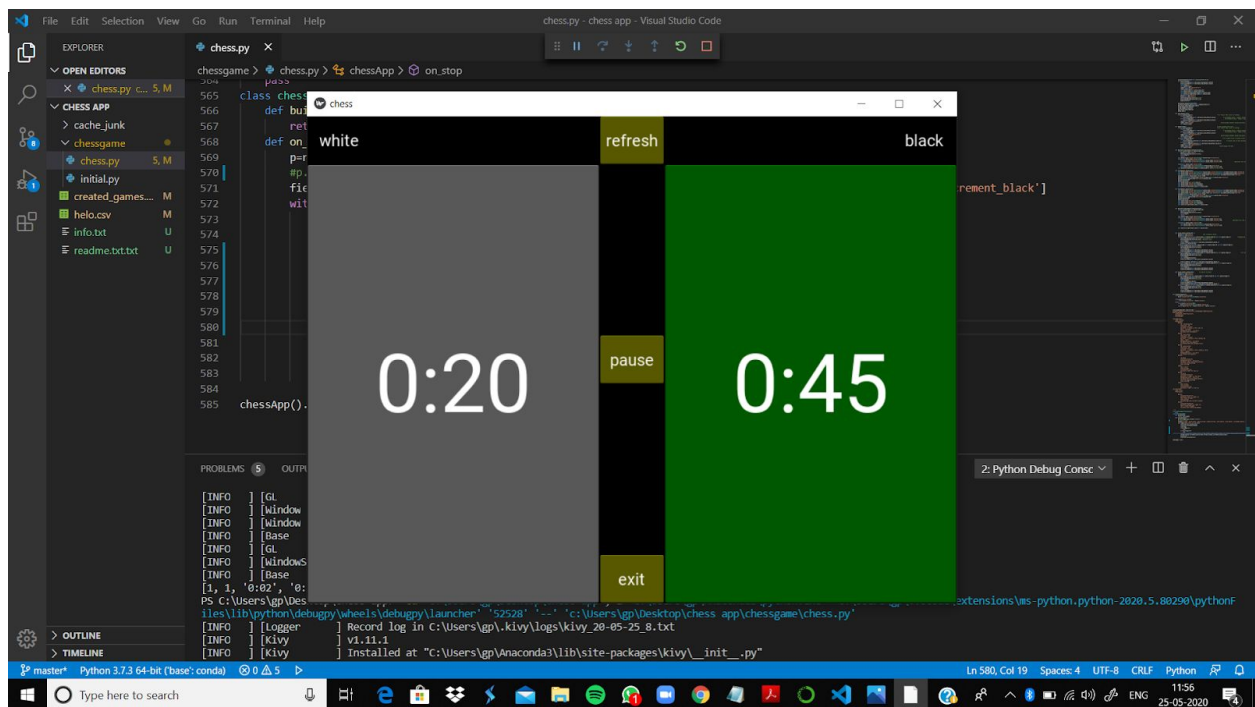 File Edit Selection View Go Run Terminal Help
chess.py - chess app - Visual Studio Code
EXPLORER
OPEN EDITORS
chess.py c... 5, M
CHESS APP
cache_junk
chessgame
chess.py 5, M
initial.py
created_games.... M
helo.csv M
info.txt U
readme.txt.txt U
OUTLINE
TIMELINE
chess.py
chessgame > chess.py > chessApp > on_stop
564 pass
565 class chess
566 def bui
567 ret
568 def on_
569 p=r
570 #p.
571 fie rement_black']
572 wit
573
574
575
576
577
578
579
580
581
582
583
584
585 chessApp().
chess
white refresh black
0:20 pause 0:45
exit
PROBLEMS 5 OUTPU
2: Python Debug Consc
[INFO ] [GL
[INFO ] [Window
[INFO ] [Window
[INFO ] [Base
[INFO ] [GL
[INFO ] [WindowS
[INFO ] [Base
[1, 1, '0:02', '0:
PS C:\Users\gp\Des extensions\ms-python.python-2020.5.80290\pythonF
iles\lib\python\debugpy\wheels\debugpy\launcher' '52528' '--' 'c:\Users\gp\Desktop\chess app\chessgame\chess.py'
[INFO ] [Logger ] Record log in C:\Users\gp\.kivy\logs\kivy_20-05-25_8.txt
[INFO ] [Kivy ] v1.11.1
[INFO ] [Kivy ] Installed at "C:\Users\gp\Anaconda3\lib\site-packages\kivy\__init__.py"
master* Python 3.7.3 64-bit ('base': conda) 0 5
Ln 580, Col 19 Spaces: 4 UTF-8 CRLF Python
Type here to search
ENG
11:56
25-05-2020